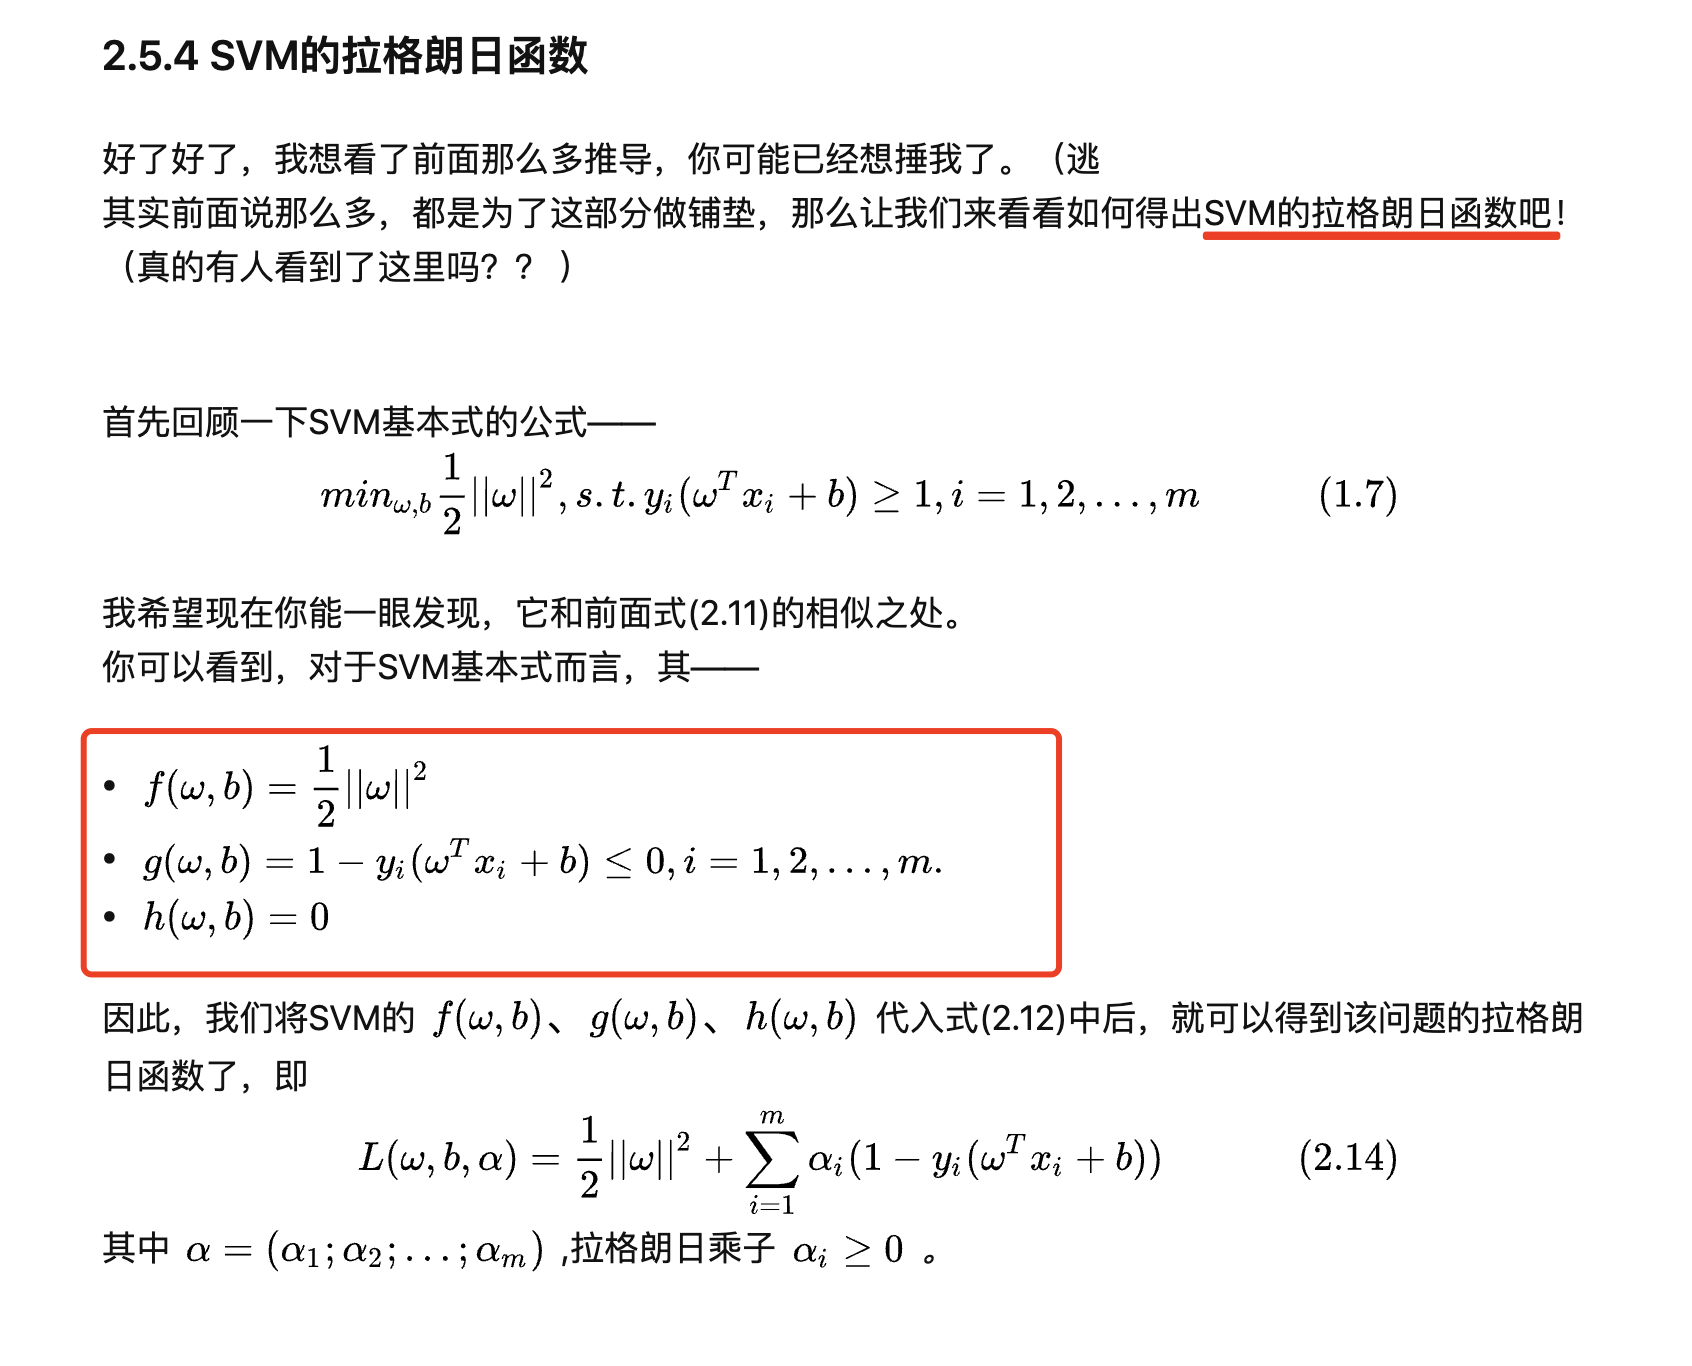 2.5.4 SVM的拉格朗日函数
好了好了，我想看了前面那么多推导，你可能已经想捶我了。（逃
其实前面说那么多，都是为了这部分做铺垫，那么让我们来看看如何得出SVM的拉格朗日函数吧！
（真的有人看到了这里吗？？）
首先回顾一下SVM基本式的公式——
$min_{\omega,b}\frac{1}{2}||\omega||^2, s.t. y_i(\omega^T x_i + b) \geq 1, i = 1, 2, \ldots, m \quad (1.7)$
我希望现在你能一眼发现，它和前面式(2.11)的相似之处。
你可以看到，对于SVM基本式而言，其——
• $f(\omega, b) = \frac{1}{2}||\omega||^2$
• $g(\omega, b) = 1 - y_i(\omega^T x_i + b) \leq 0, i = 1, 2, \ldots, m.$
• $h(\omega, b) = 0$
因此，我们将SVM的 $f(\omega, b)$、$g(\omega, b)$、$h(\omega, b)$ 代入式(2.12)中后，就可以得到该问题的拉格朗
日函数了，即
$L(\omega, b, \alpha) = \frac{1}{2}||\omega||^2 + \sum_{i=1}^{m} \alpha_i(1 - y_i(\omega^T x_i + b)) \quad (2.14)$
其中 $\alpha = (\alpha_1; \alpha_2; \ldots; \alpha_m)$ ,拉格朗日乘子 $\alpha_i \geq 0$ 。